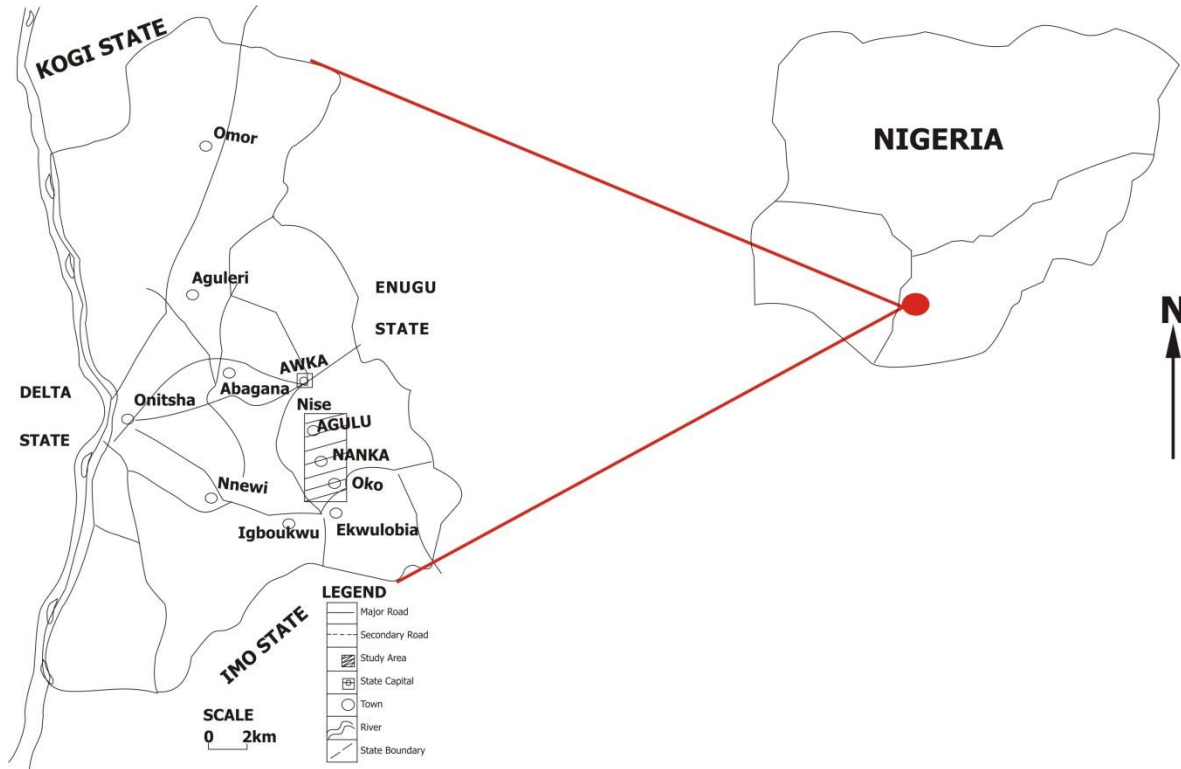 KOGI STATE
Omor
NIGERIA
Aguleri
ENUGU
STATE
N
AWKA
Abagana
DELTA
STATE
Onitsha
Nise
AGULU
NANKA
Oko
Nnewi
Igboukwu
Ekwulobia
IMO STATE
LEGEND
Major Road
Secondary Road
Study Area
State Capital
Town
River
State Boundary
SCALE
0 2km